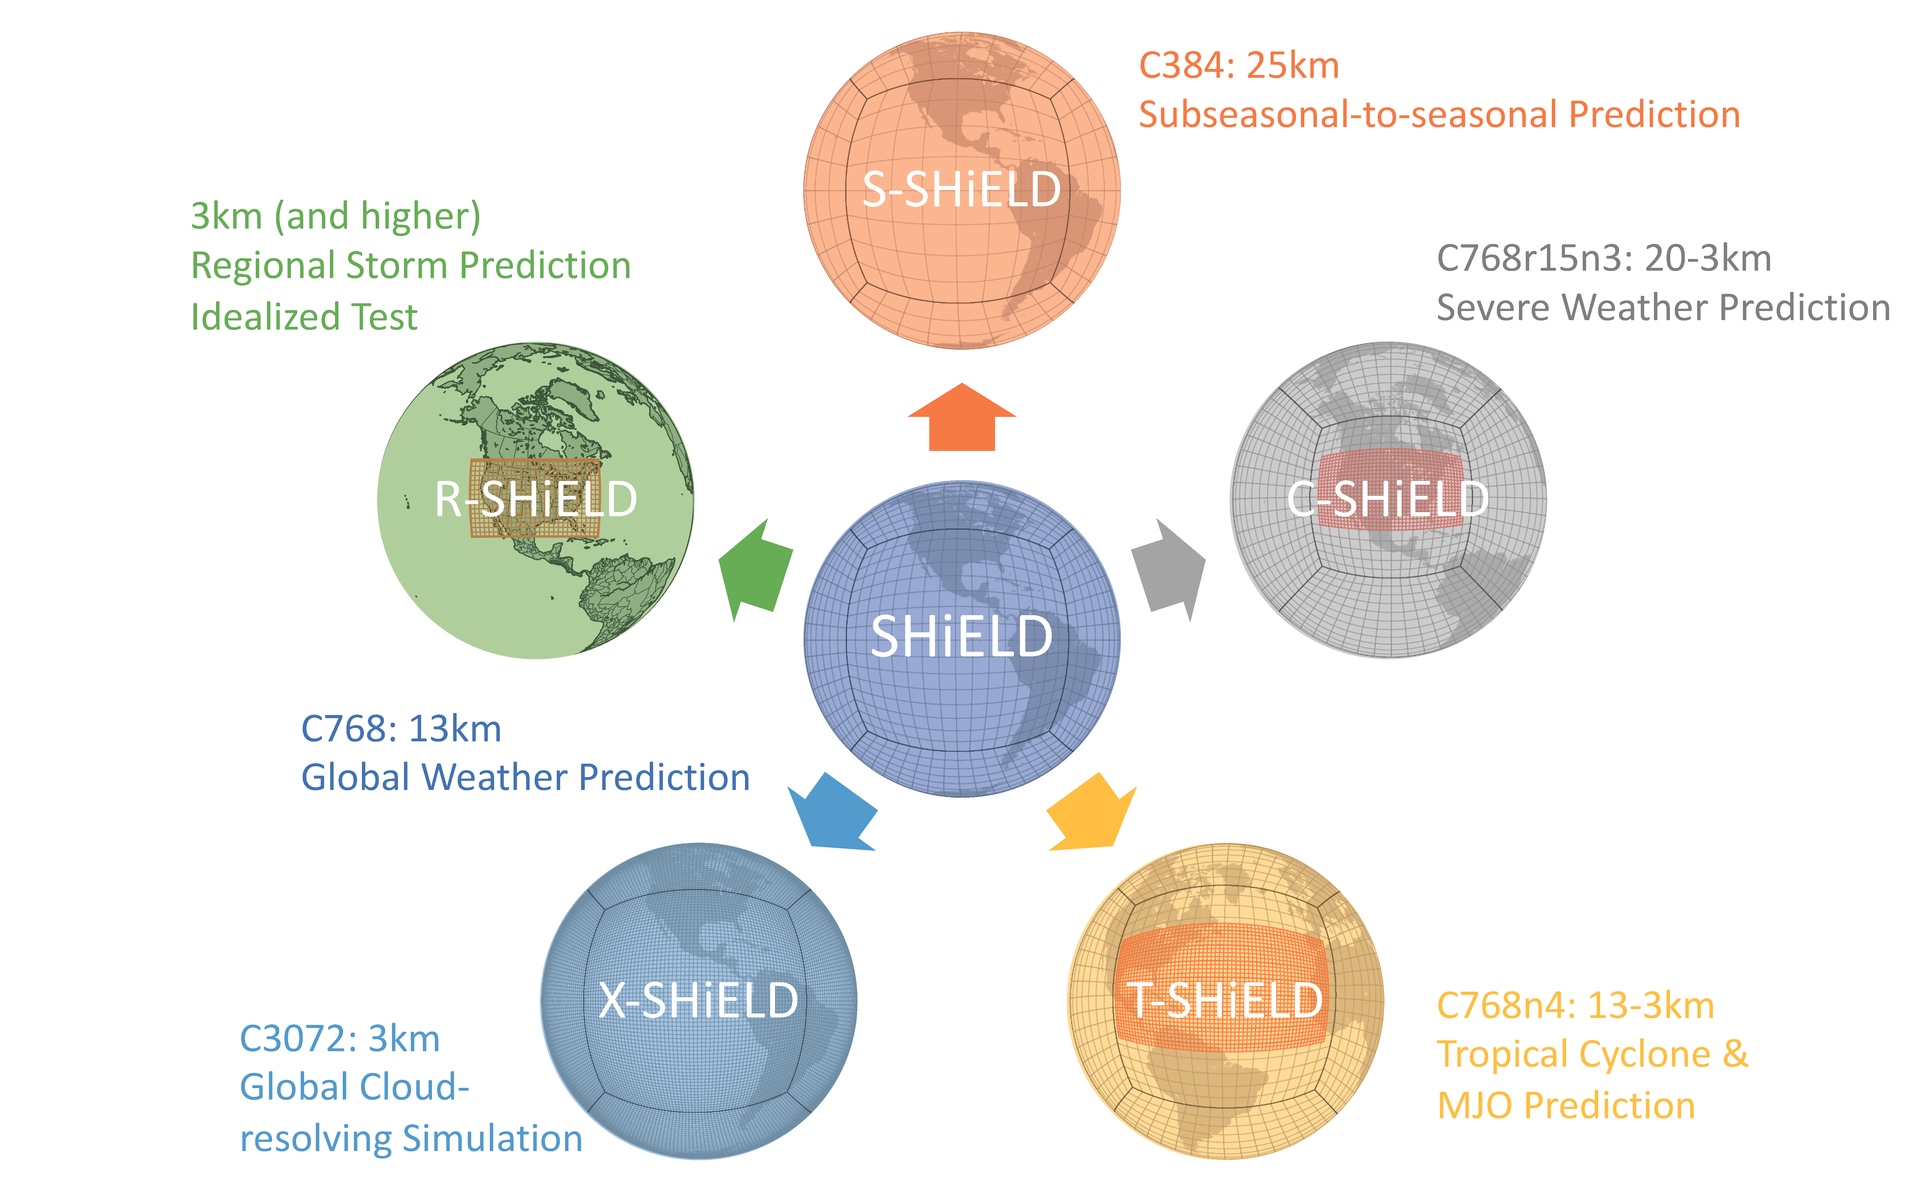 C384: 25km
Subseasonal-to-seasonal Prediction
S-SHiELD
3km (and higher)
Regional Storm Prediction
Idealized Test
R-SHiELD
C768r15n3: 20-3km
Severe Weather Prediction
C-SHiELD
SHiELD
C768: 13km
Global Weather Prediction
X-SHiELD
C3072: 3km
Global Cloud-
resolving Simulation
T-SHiELD
C768n4: 13-3km
Tropical Cyclone &
MJO Prediction